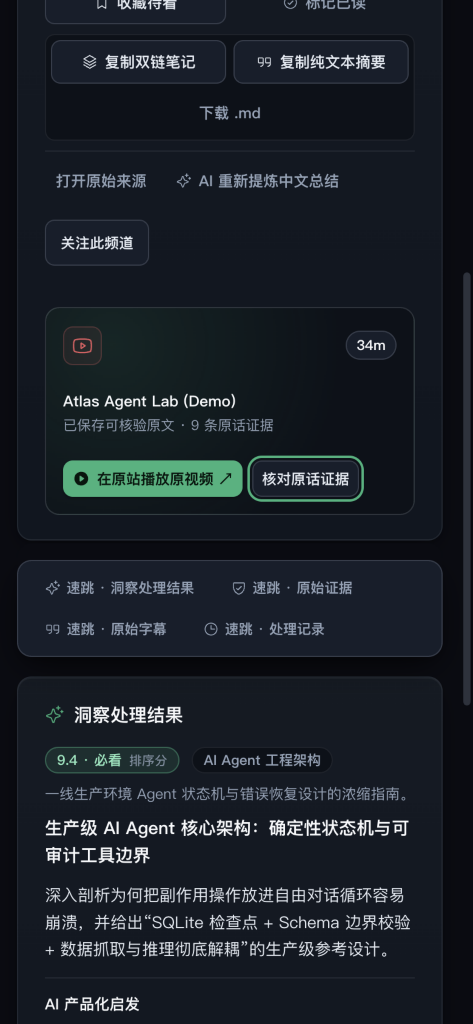 收藏待看
标记已读
复制双链笔记
复制纯文本摘要
下载 .md
打开原始来源
AI 重新提炼中文总结
关注此频道
34m
Atlas Agent Lab (Demo)
已保存可核验原文 · 9 条原话证据
在原站播放原视频 ↗
核对原话证据
速跳 · 洞察处理结果
速跳 · 原始证据
速跳 · 原始字幕
速跳 · 处理记录
洞察处理结果
9.4 · 必看 排序分
AI Agent 工程架构
一线生产环境 Agent 状态机与错误恢复设计的浓缩指南。
生产级 AI Agent 核心架构：确定性状态机与可
审计工具边界
深入剖析为何把副作用操作放进自由对话循环容易
崩溃，并给出“SQLite 检查点 + Schema 边界校验
+ 数据抓取与推理彻底解耦”的生产级参考设计。
AI 产品化启发